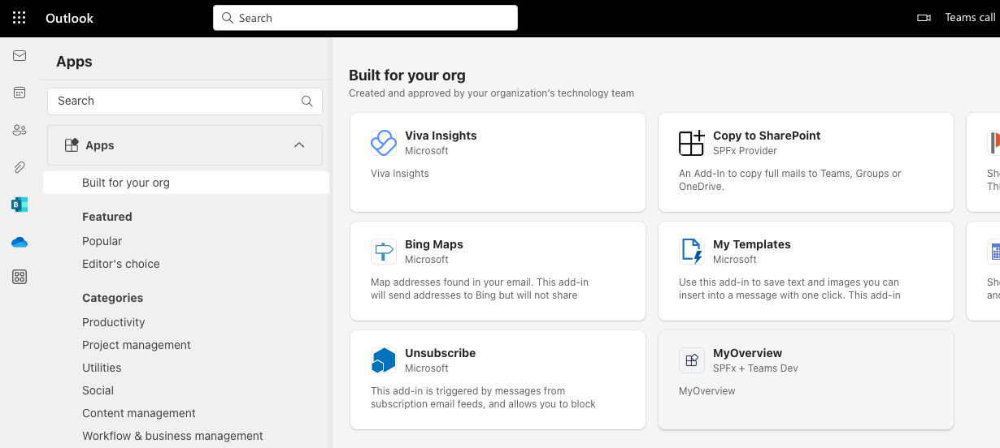 Outlook
Search
Teams call
Apps
Search
Apps
Built for your org
Featured
Popular
Editor's choice
Categories
Productivity
Project management
Utilities
Social
Content management
Workflow & business management
Built for your org
Created and approved by your organization's technology team
Viva Insights
Microsoft
Viva Insights
Copy to SharePoint
SPFx Provider
An Add-In to copy full mails to Teams, Groups or
OneDrive.
Bing Maps
Microsoft
Map addresses found in your email. This add-in
will send addresses to Bing but will not share
My Templates
Microsoft
Use this add-in to save text and images you can
insert into a message with one click. This add-in
Unsubscribe
Microsoft
This add-in is triggered by messages from
subscription email feeds, and allows you to block
MyOverview
SPFx + Teams Dev
MyOverview